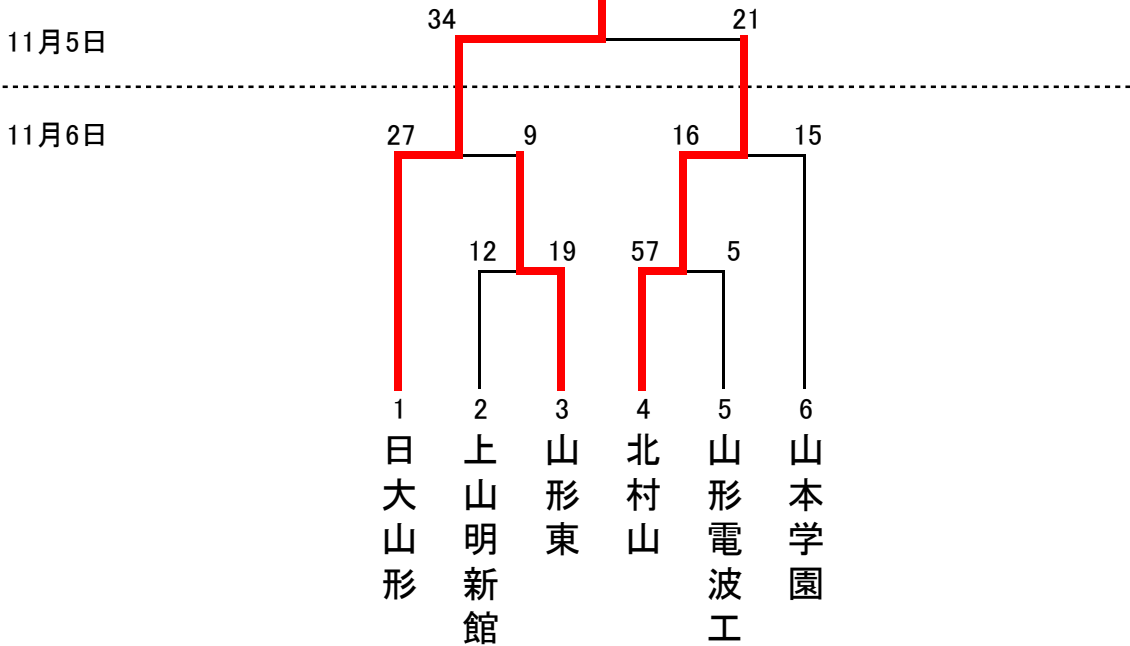 34 21
11月5日
11月6日
27 9 16 15
12 19 57 5
1 2 3 4 5 6
日大山形
上山明新館
山形東
北村山
山形電波工
山本学園